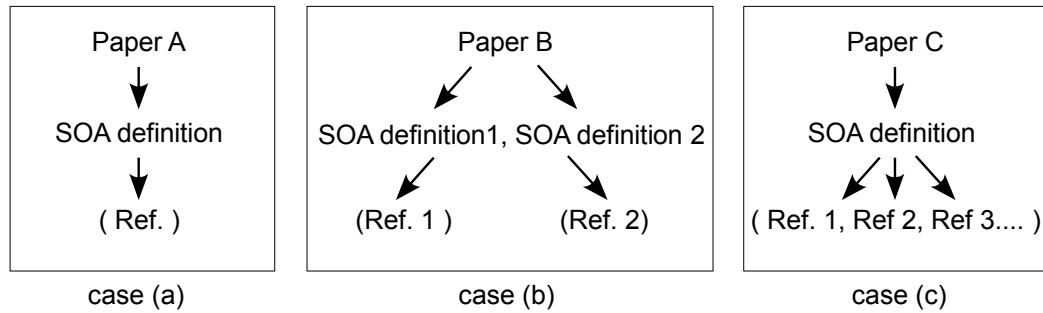 Paper A
SOA definition
( Ref. )
case (a)
Paper B
SOA definition1, SOA definition 2
(Ref. 1 )
(Ref. 2)
case (b)
Paper C
SOA definition
( Ref. 1, Ref 2, Ref 3.... )
case (c)